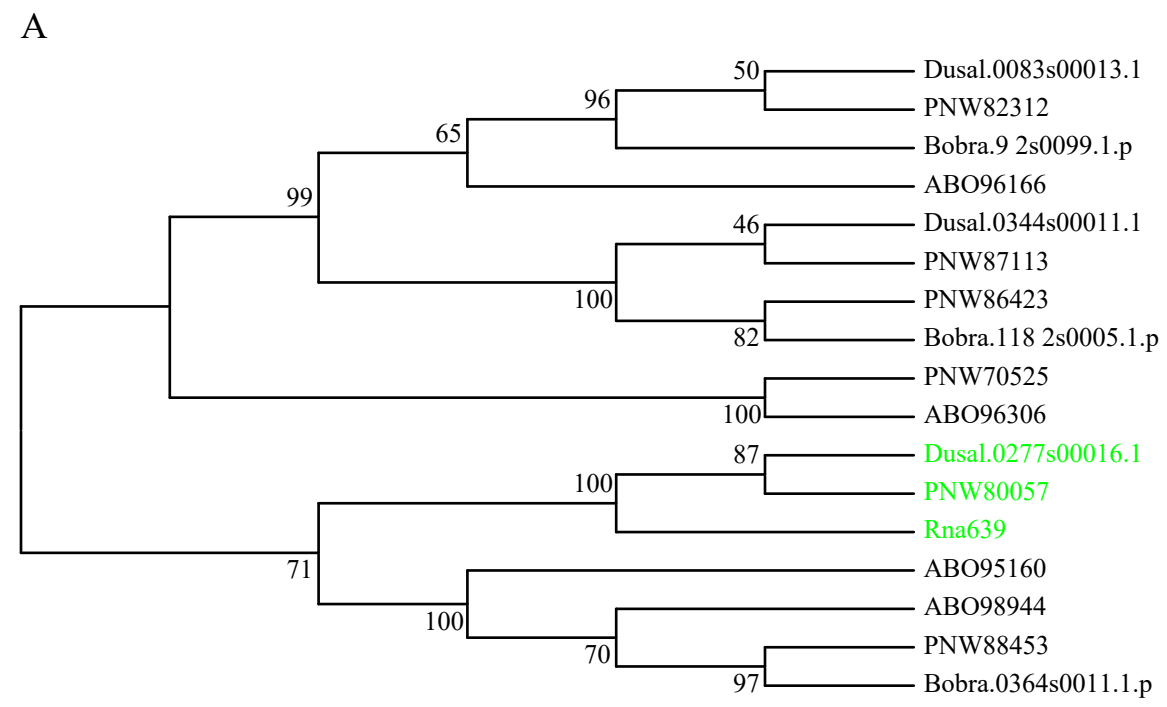 A
50
Dusal.0083s00013.1
96
PNW82312
65
Bobra.9 2s0099.1.p
99
ABO96166
46
Dusal.0344s00011.1
PNW87113
100
PNW86423
82
Bobra.118 2s0005.1.p
PNW70525
100
ABO96306
87
Dusal.0277s00016.1
100
PNW80057
Rna639
71
ABO95160
100
ABO98944
70
PNW88453
97
Bobra.0364s0011.1.p